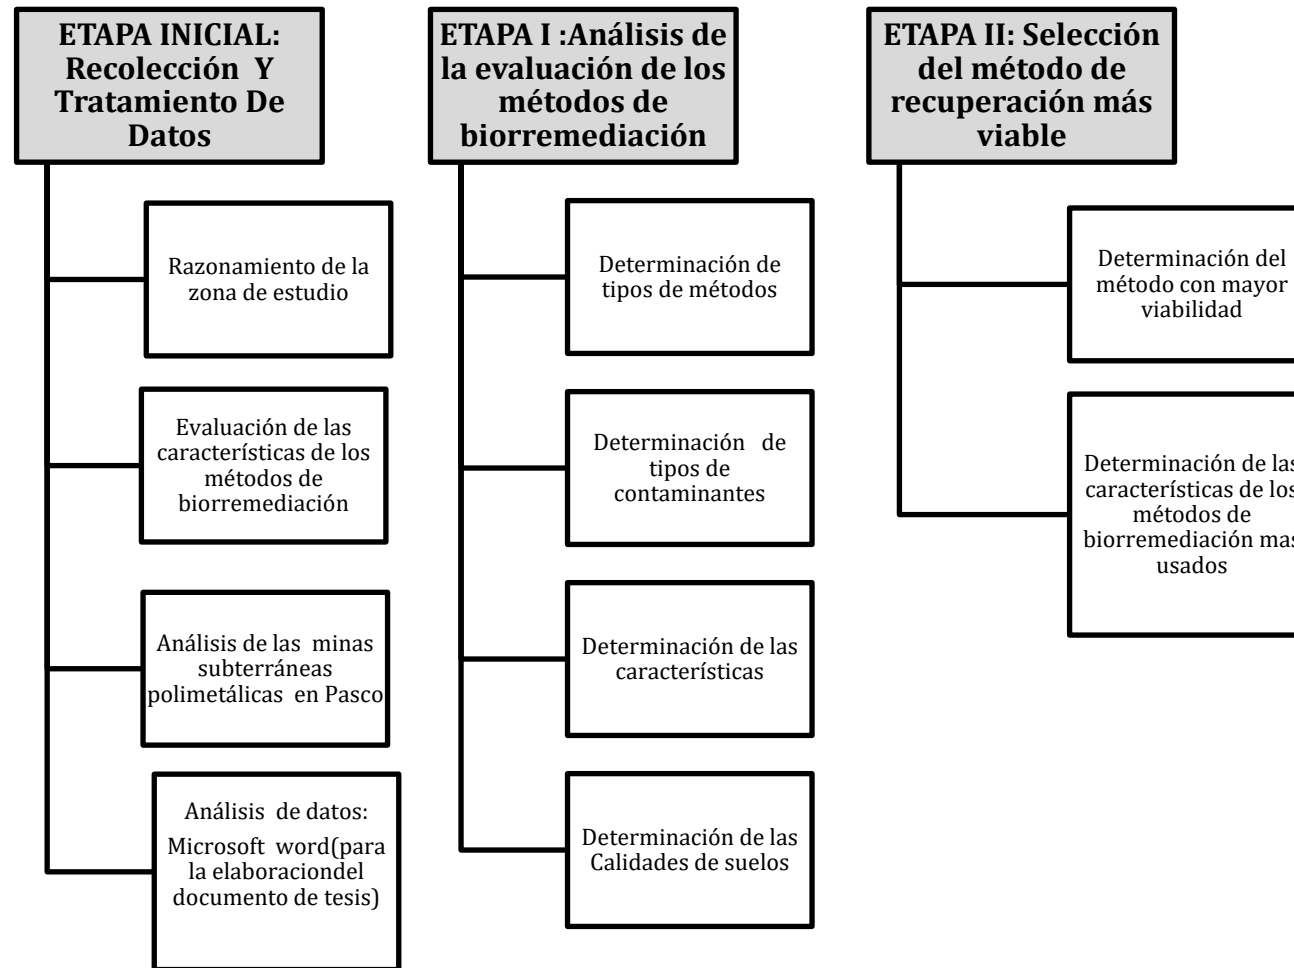 ETAPA INICIAL:
Recolección Y
Tratamiento De
Datos
Razonamiento de la
zona de estudio
Evaluación de las
características de los
métodos de
biorremediación
Análisis de las minas
subterráneas
polimetálicas en Pasco
Análisis de datos:
Microsoft word(para
la elaboraciondel
documento de tesis)
ETAPA I :Análisis de
la evaluación de los
métodos de
biorremediación
Determinación de
tipos de métodos
Determinación de
tipos de
contaminantes
Determinación de las
características
Determinación de las
Calidades de suelos
ETAPA II: Selección
del método de
recuperación más
viable
Determinación del
método con mayor
viabilidad
Determinación de las
características de los
métodos de
biorremediación mas
usados